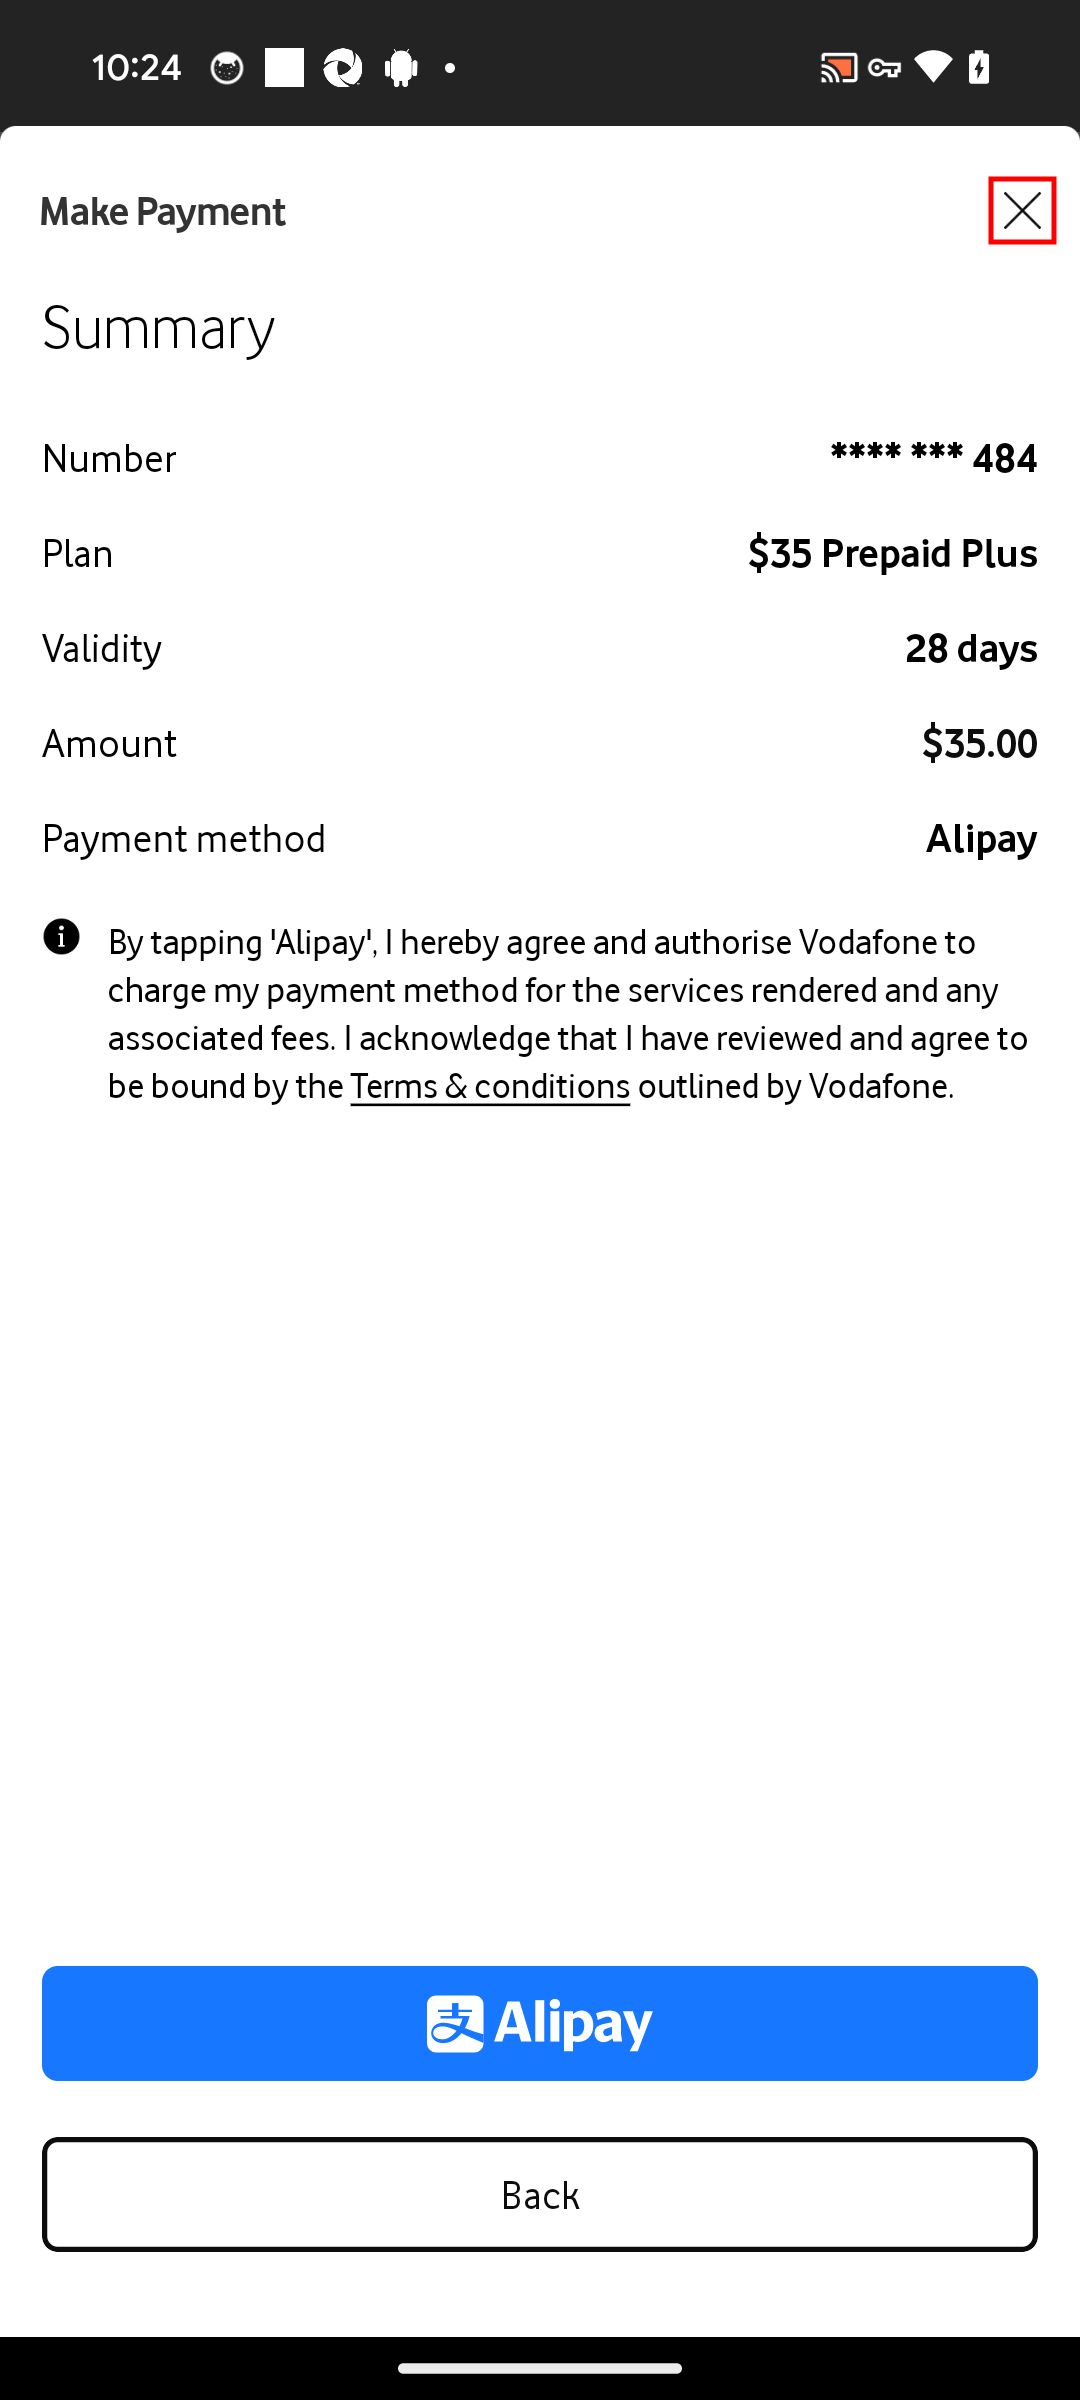 10:24
Make Payment
Summary
Number **** *** 484
Plan $35 Prepaid Plus
Validity 28 days
Amount $35.00
Payment method Alipay
By tapping 'Alipay', I hereby agree and authorise Vodafone to
charge my payment method for the services rendered and any
associated fees. I acknowledge that I have reviewed and agree to
be bound by the Terms & conditions outlined by Vodafone.
支 Alipay
Back